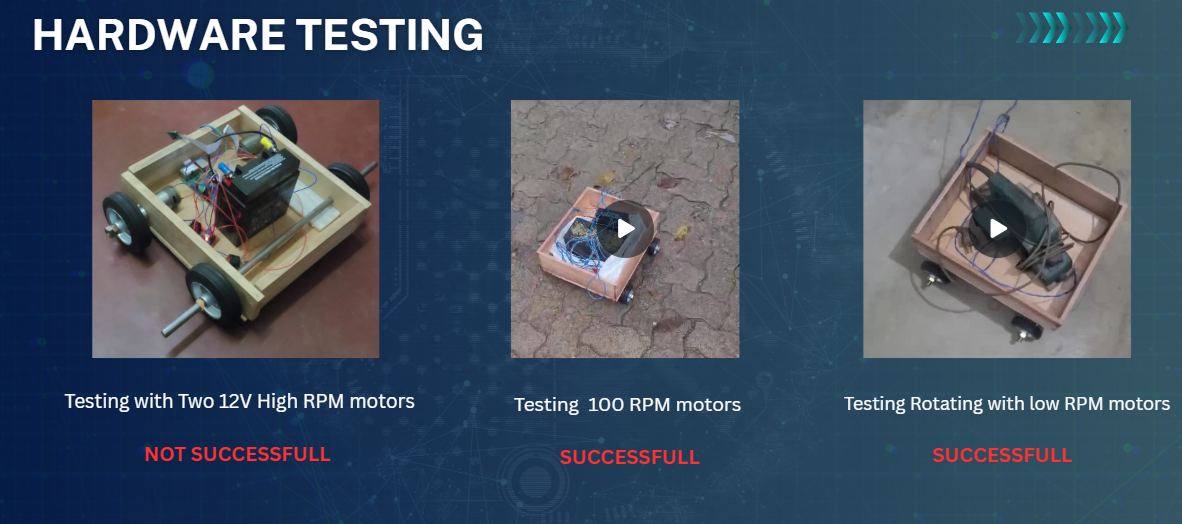 HARDWARE TESTING
Testing with Two 12V High RPM motors
NOT SUCCESSFULL
Testing 100 RPM motors
SUCCESSFULL
Testing Rotating with low RPM motors
SUCCESSFULL